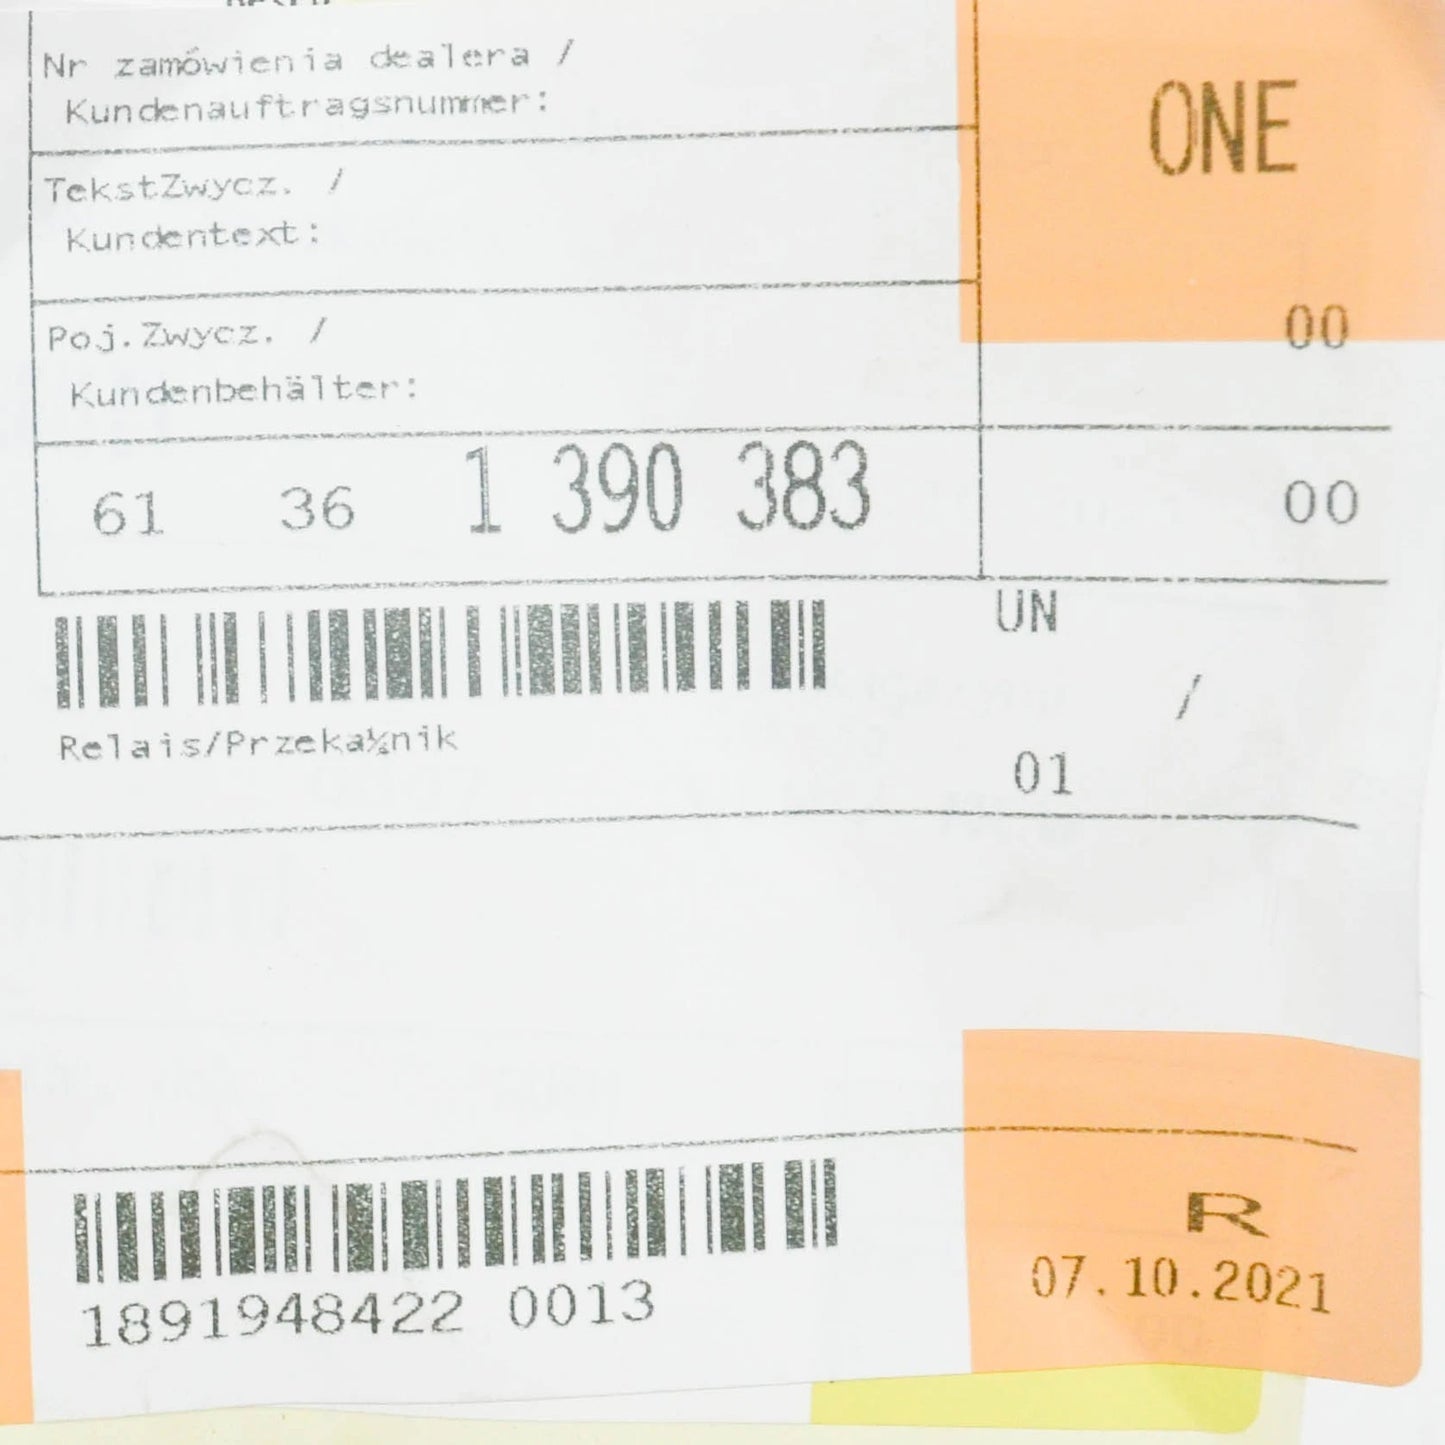 Nr zamówienia dealera /
Kundenauftragsnummer:
ONE
TekstZwycz. /
Kundentext:
00
Poj.Zwycz. /
Kundenbehälter:
61 36 1 390 383 00
UN
/
Relais/Przeka¼nik
01
R
07.10.2021
1891948422 0013